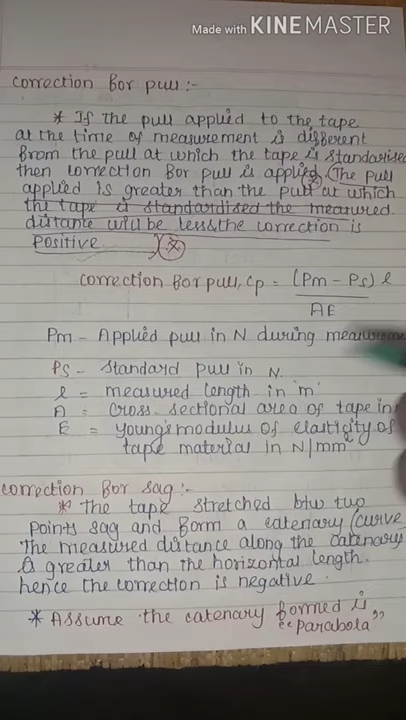 Made with KINEMASTER
Correction for pull:-
* If the pull applied to the tape
at the time of measurement is different
from the pull at which the tape is standarised
then correction for pull is applied. The pull
applied is greater than the pull at which
the tape is standardised the measured
distance will be less & the correction is
Positive
Correction for pull, Cp = (Pm - Ps) l
AE
Pm - Applied pull in N during
Ps - Standard Pull in N.
l = measured length in 'm'
A = Cross-sectional area of tape in
E = Young's modulus of elasticity of
tape material in N/mm²
Correction for sag:-
* The tape stretched btw two
points sag and form a catenary (curve
The measured distance along the catenary
is greater than the horizontal length.
hence the correction is negative.
* Assume the catenary formed is
"parabola"